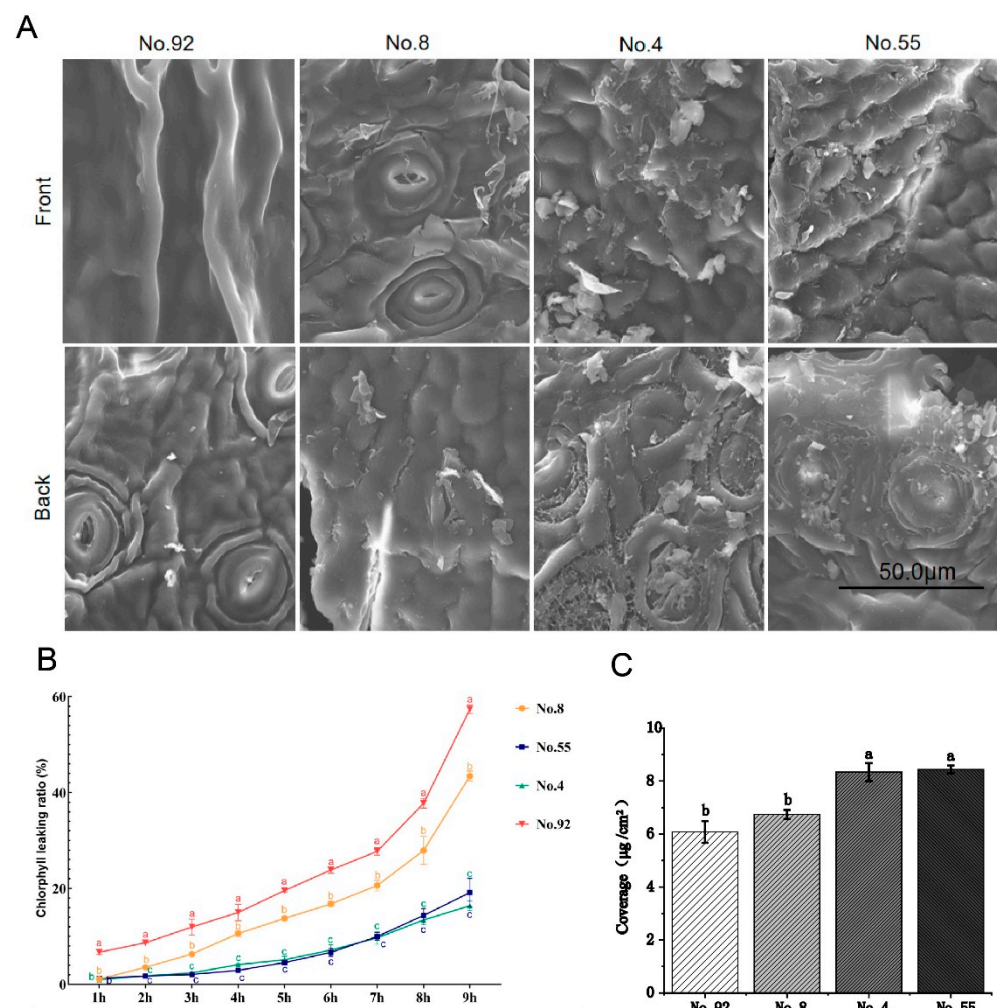 A
No.92 No.8 No.4 No.55
Front
Back
50.0μm
B
Chlorphyll leaking ratio (%)
60
40
20
0
a a a a a a a a a
b b b b b b b b
c c c c c c c
b b c c c c c c c c
1h 2h 3h 4h 5h 6h 7h 8h 9h
No.8
No.55
No.4
No.92
C
Coverage (μg/cm²)
10
8
6
4
2
0
b b a a
No.92 No.8 No.4 No.55